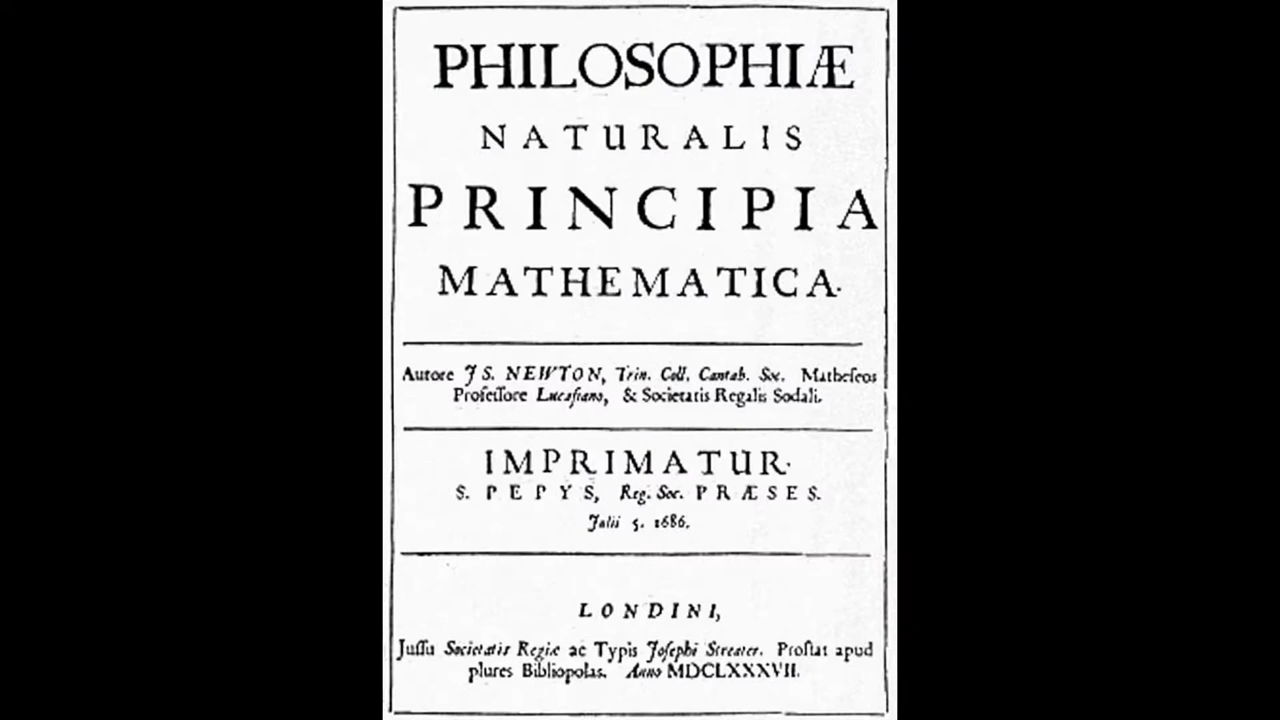 PHILOSOPHIÆ
NATURALIS
PRINCIPIA
MATHEMATICA.
Autore JS. NEWTON, Trin. Coll. Cantab. Soc. Matheseos
Professore Lucasiano, & Societatis Regalis Sodali.
IMPRIMATUR.
S. PEPYS, Reg. Soc. PRÆSES.
Julii 5. 1686.
LONDINI,
Jussu Societatis Regiæ ac Typis Josephi Streater. Prostat apud
plures Bibliopolas. Anno MDCLXXXVII.